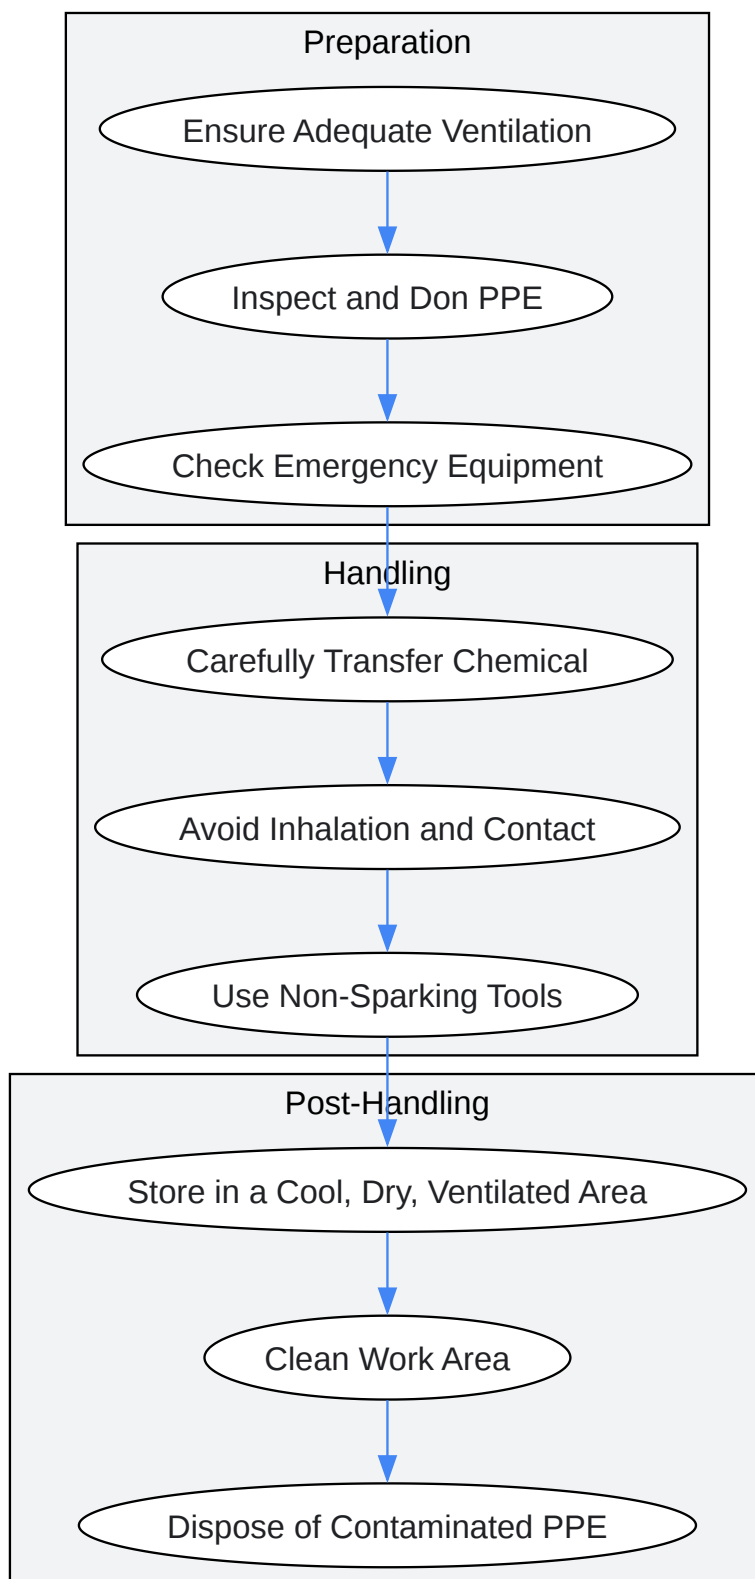 Preparation
Ensure Adequate Ventilation
Inspect and Don PPE
Check Emergency Equipment
Handling
Carefully Transfer Chemical
Avoid Inhalation and Contact
Use Non-Sparking Tools
Post-Handling
Store in a Cool, Dry, Ventilated Area
Clean Work Area
Dispose of Contaminated PPE